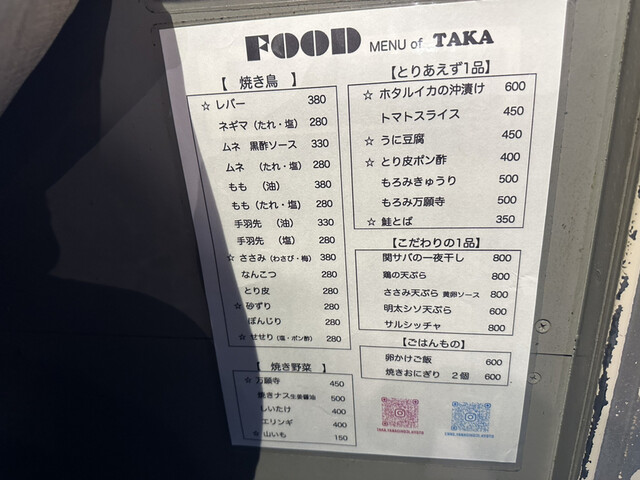 FOOD MENU of TAKA
【 焼き鳥 】
☆ レバー 380
ネギマ(たれ・塩) 280
ムネ 黒酢ソース 330
ムネ (たれ・塩) 280
もも (油) 380
もも(たれ・塩) 280
手羽先 (油) 330
手羽先 (塩) 280
☆ ささみ(わさび・梅) 380
なんこつ 280
とり皮 280
☆ 砂ずり 280
ぼんじり 280
☆ せせり(塩・ポン酢) 280
【 焼き野菜 】
☆ 万願寺 450
焼きナス生姜醤油 500
しいたけ 400
エリンギ 400
☆ 山いも 150
【とりあえず1品】
☆ ホタルイカの沖漬け 600
トマトスライス 450
☆ うに豆腐 450
☆ とり皮ポン酢 400
もろみきゅうり 500
もろみ万願寺 500
☆ 鮭とば 350
【こだわりの1品】
関サバの一夜干し 800
鶏の天ぷら 800
ささみ天ぷら 黄卵ソース 800
明太シソ天ぷら 600
サルシッチャ 800
【ごはんもの】
卵かけご飯 600
焼きおにぎり 2個 600